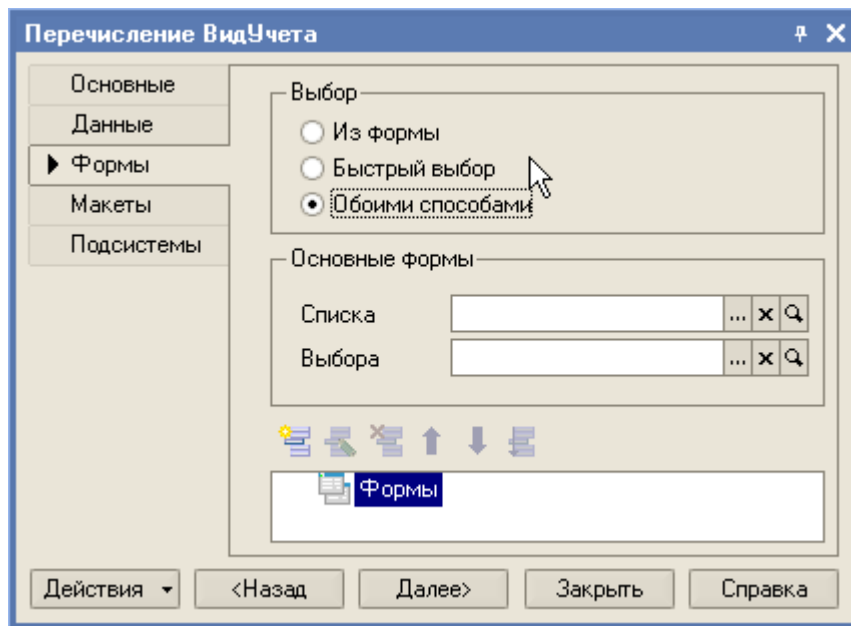 Перечисление ВидУчета
Основные
Данные
Формы
Макеты
Подсистемы
Выбор
Из формы
Быстрый выбор
Обоими способами
Основные формы
Списка
...
Выбора
...
Формы
Действия
<Назад
Далее>
Закрыть
Справка